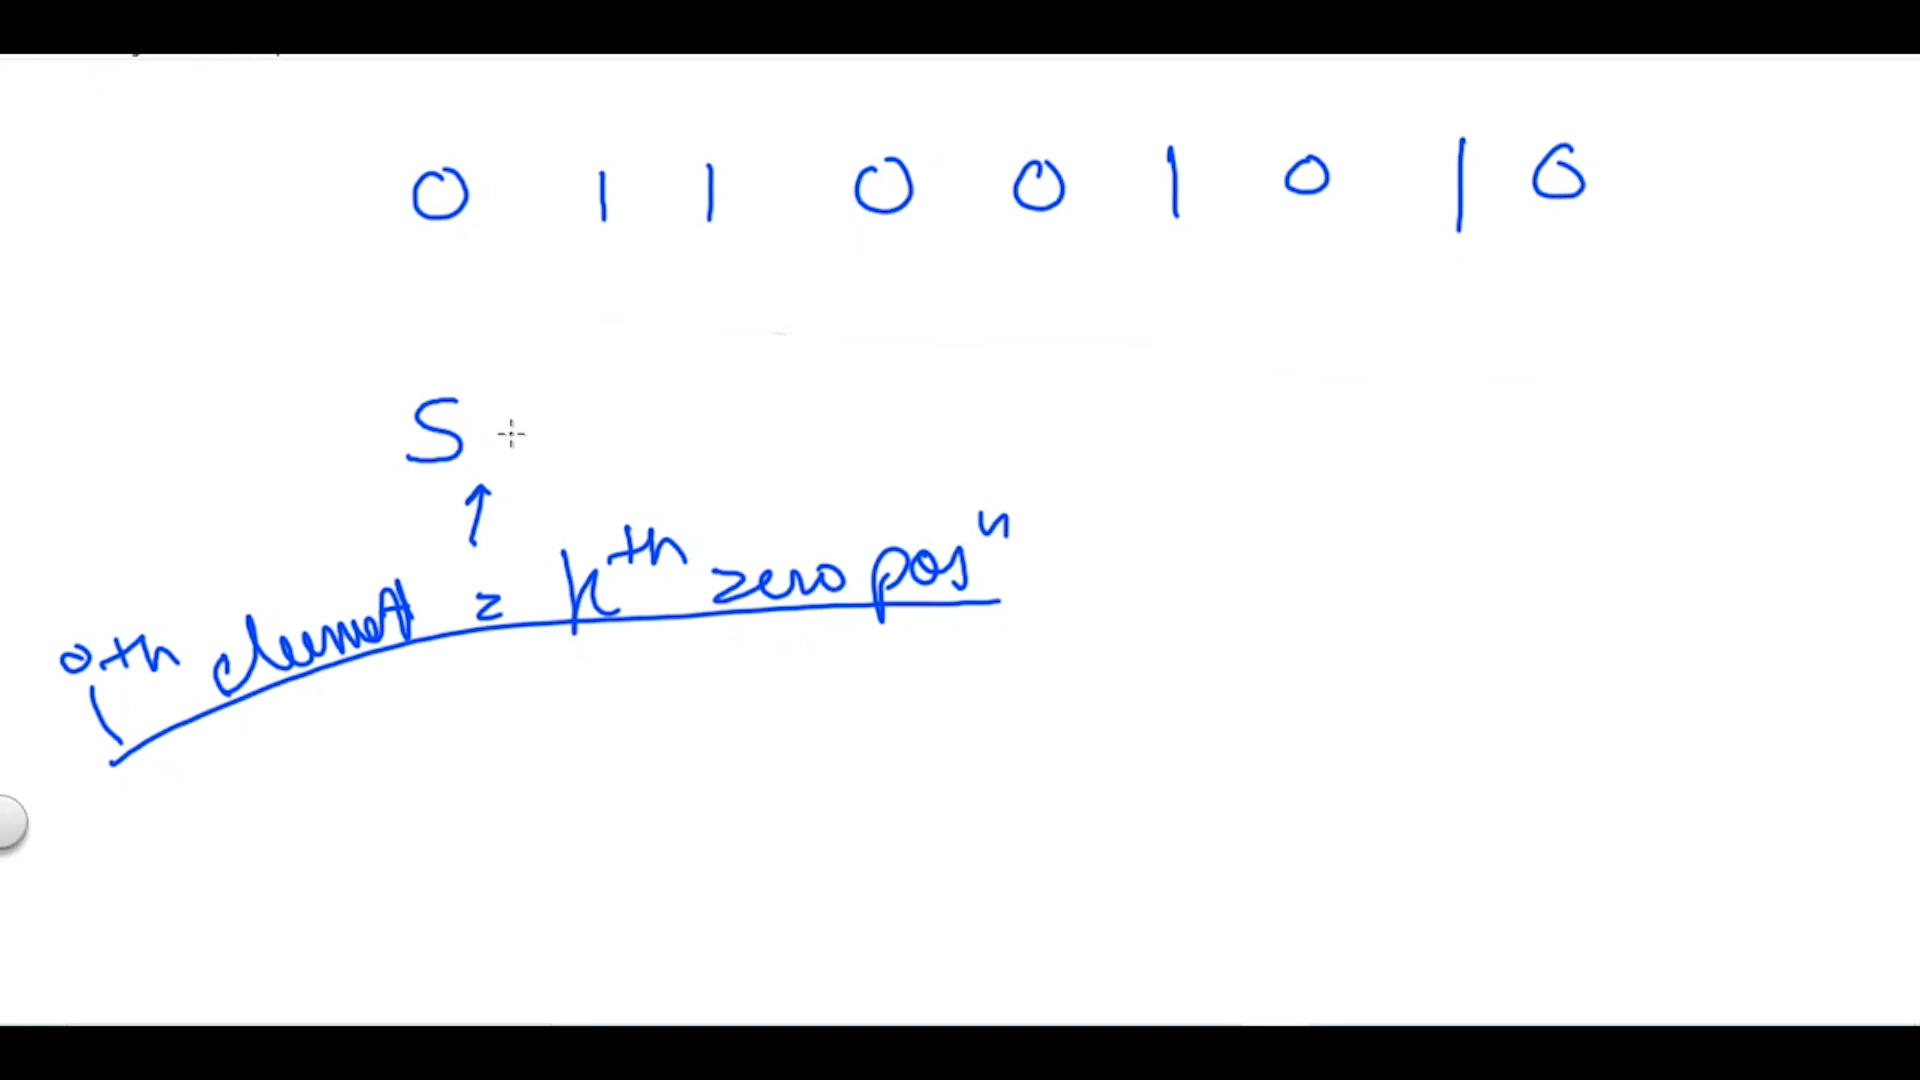 0 1 1 0 0 1 0 1 0
S
0th element = kth zero posn